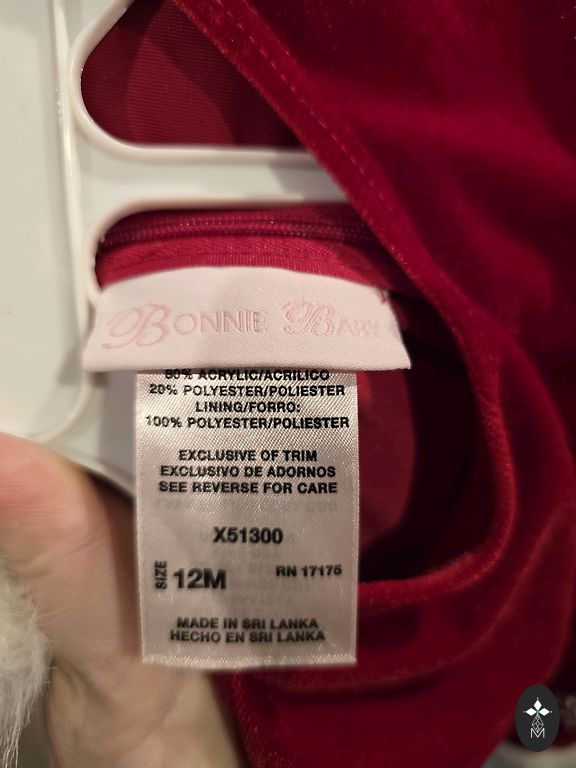 BONNIE BABY
80% ACRYLIC/ACRILICO
20% POLYESTER/POLIESTER
LINING/FORRO:
100% POLYESTER/POLIESTER
EXCLUSIVE OF TRIM
EXCLUSIVO DE ADORNOS
SEE REVERSE FOR CARE
X51300
SIZE 12M RN 17175
MADE IN SRI LANKA
HECHO EN SRI LANKA